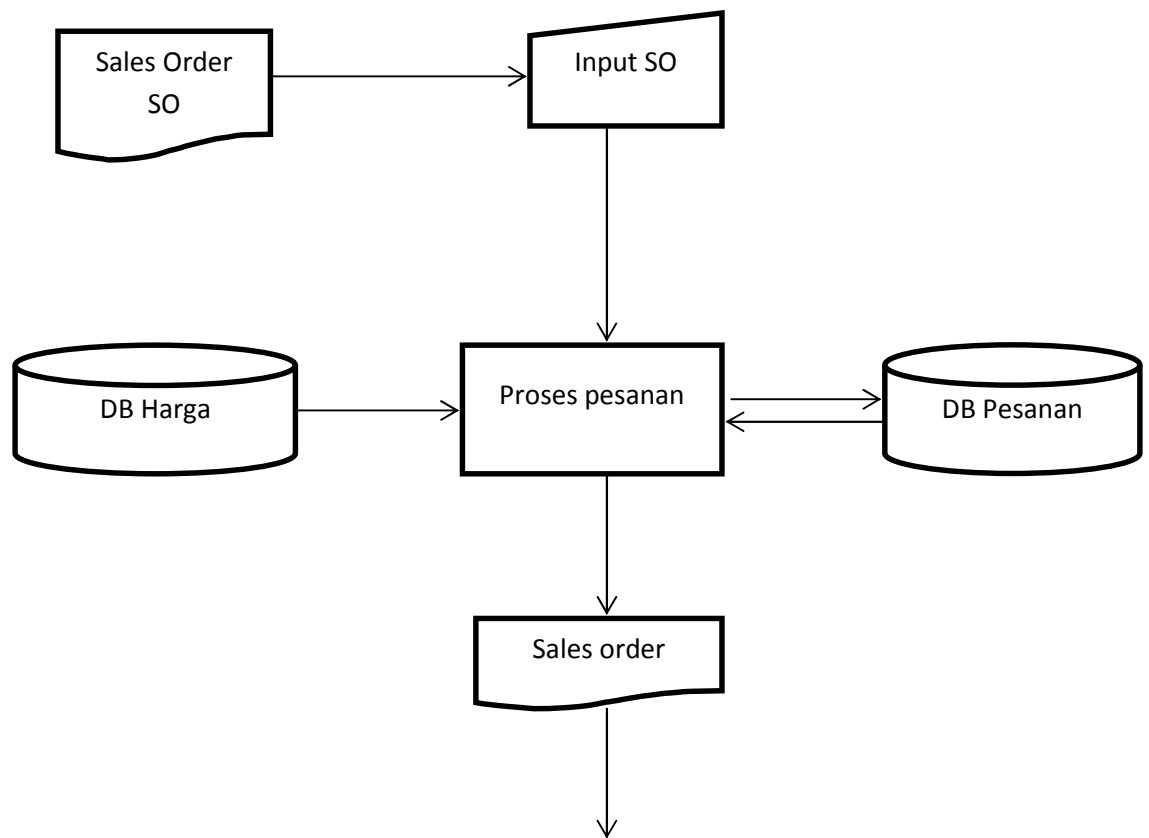 Sales Order
SO
Input SO
DB Harga
Proses pesanan
DB Pesanan
Sales order